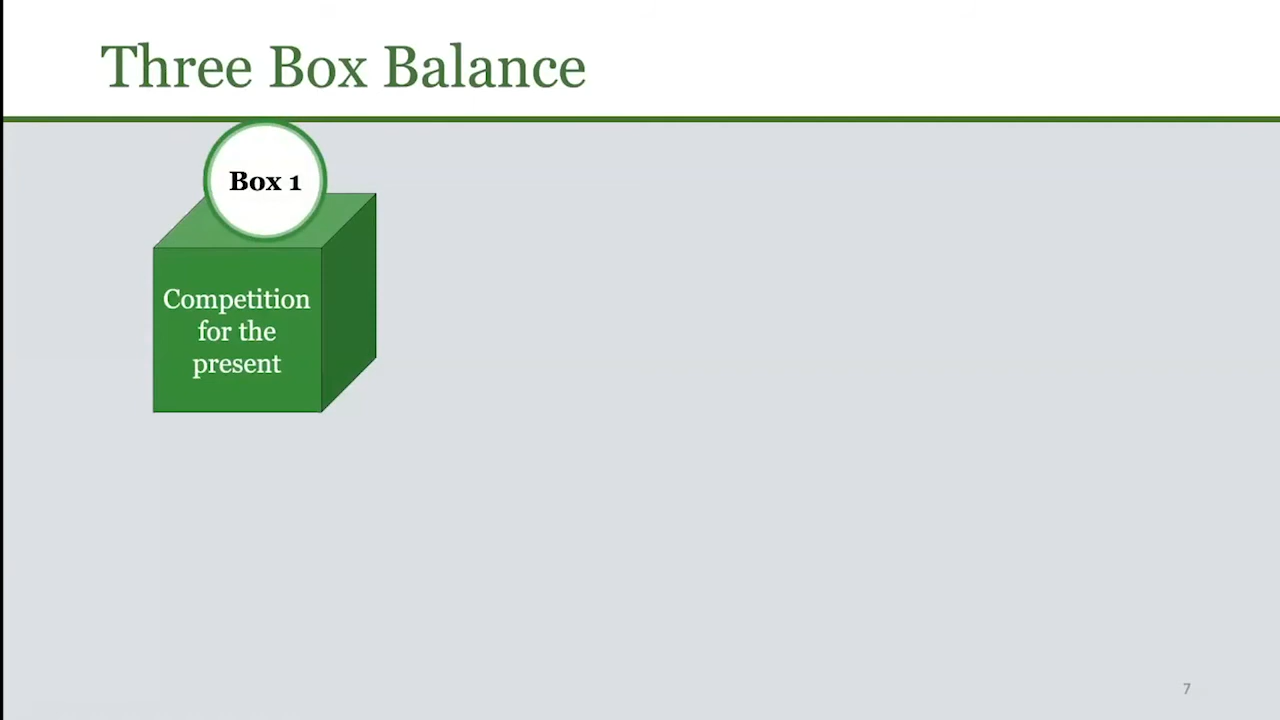 Three Box Balance
Box 1
Competition
for the
present
7